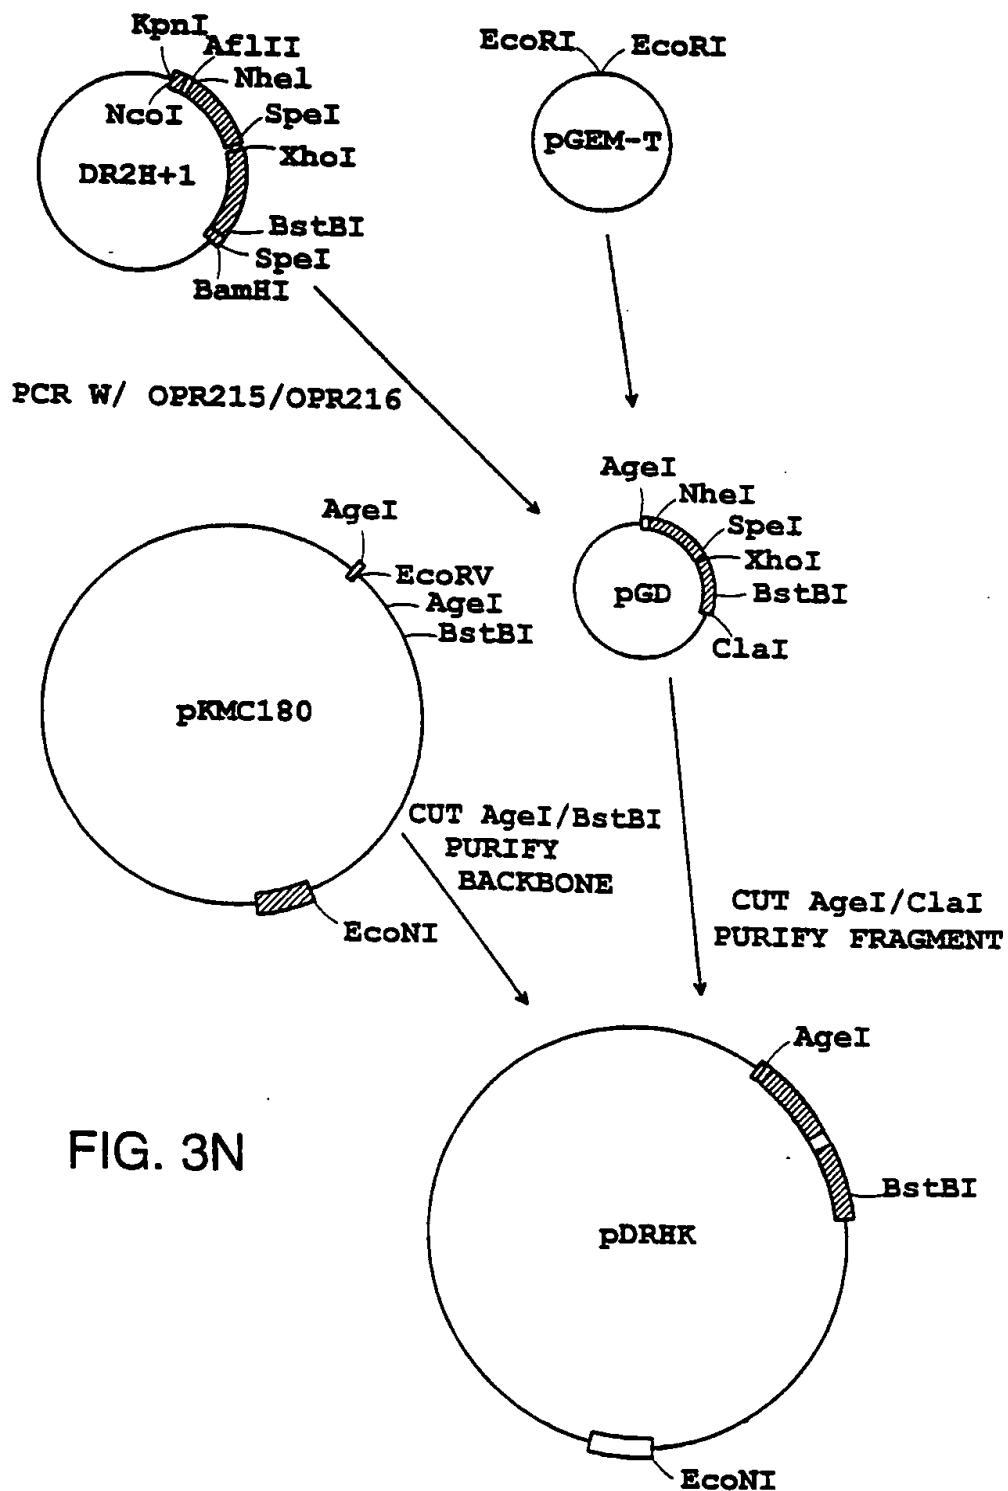 KpnI
AflII
Nhel
NcoI
SpeI
XhoI
DR2H+1
BstBI
SpeI
BamHI
EcoRI
EcoRI
pGEM-T
PCR W/ OPR215/OPR216
AgeI
NheI
SpeI
XhoI
BstBI
pGD
ClaI
AgeI
EcoRV
AgeI
BstBI
pKMC180
EcoNI
CUT AgeI/BstBI
PURIFY
BACKBONE
CUT AgeI/ClaI
PURIFY FRAGMENT
AgeI
BstBI
pDRHK
EcoNI
FIG. 3N